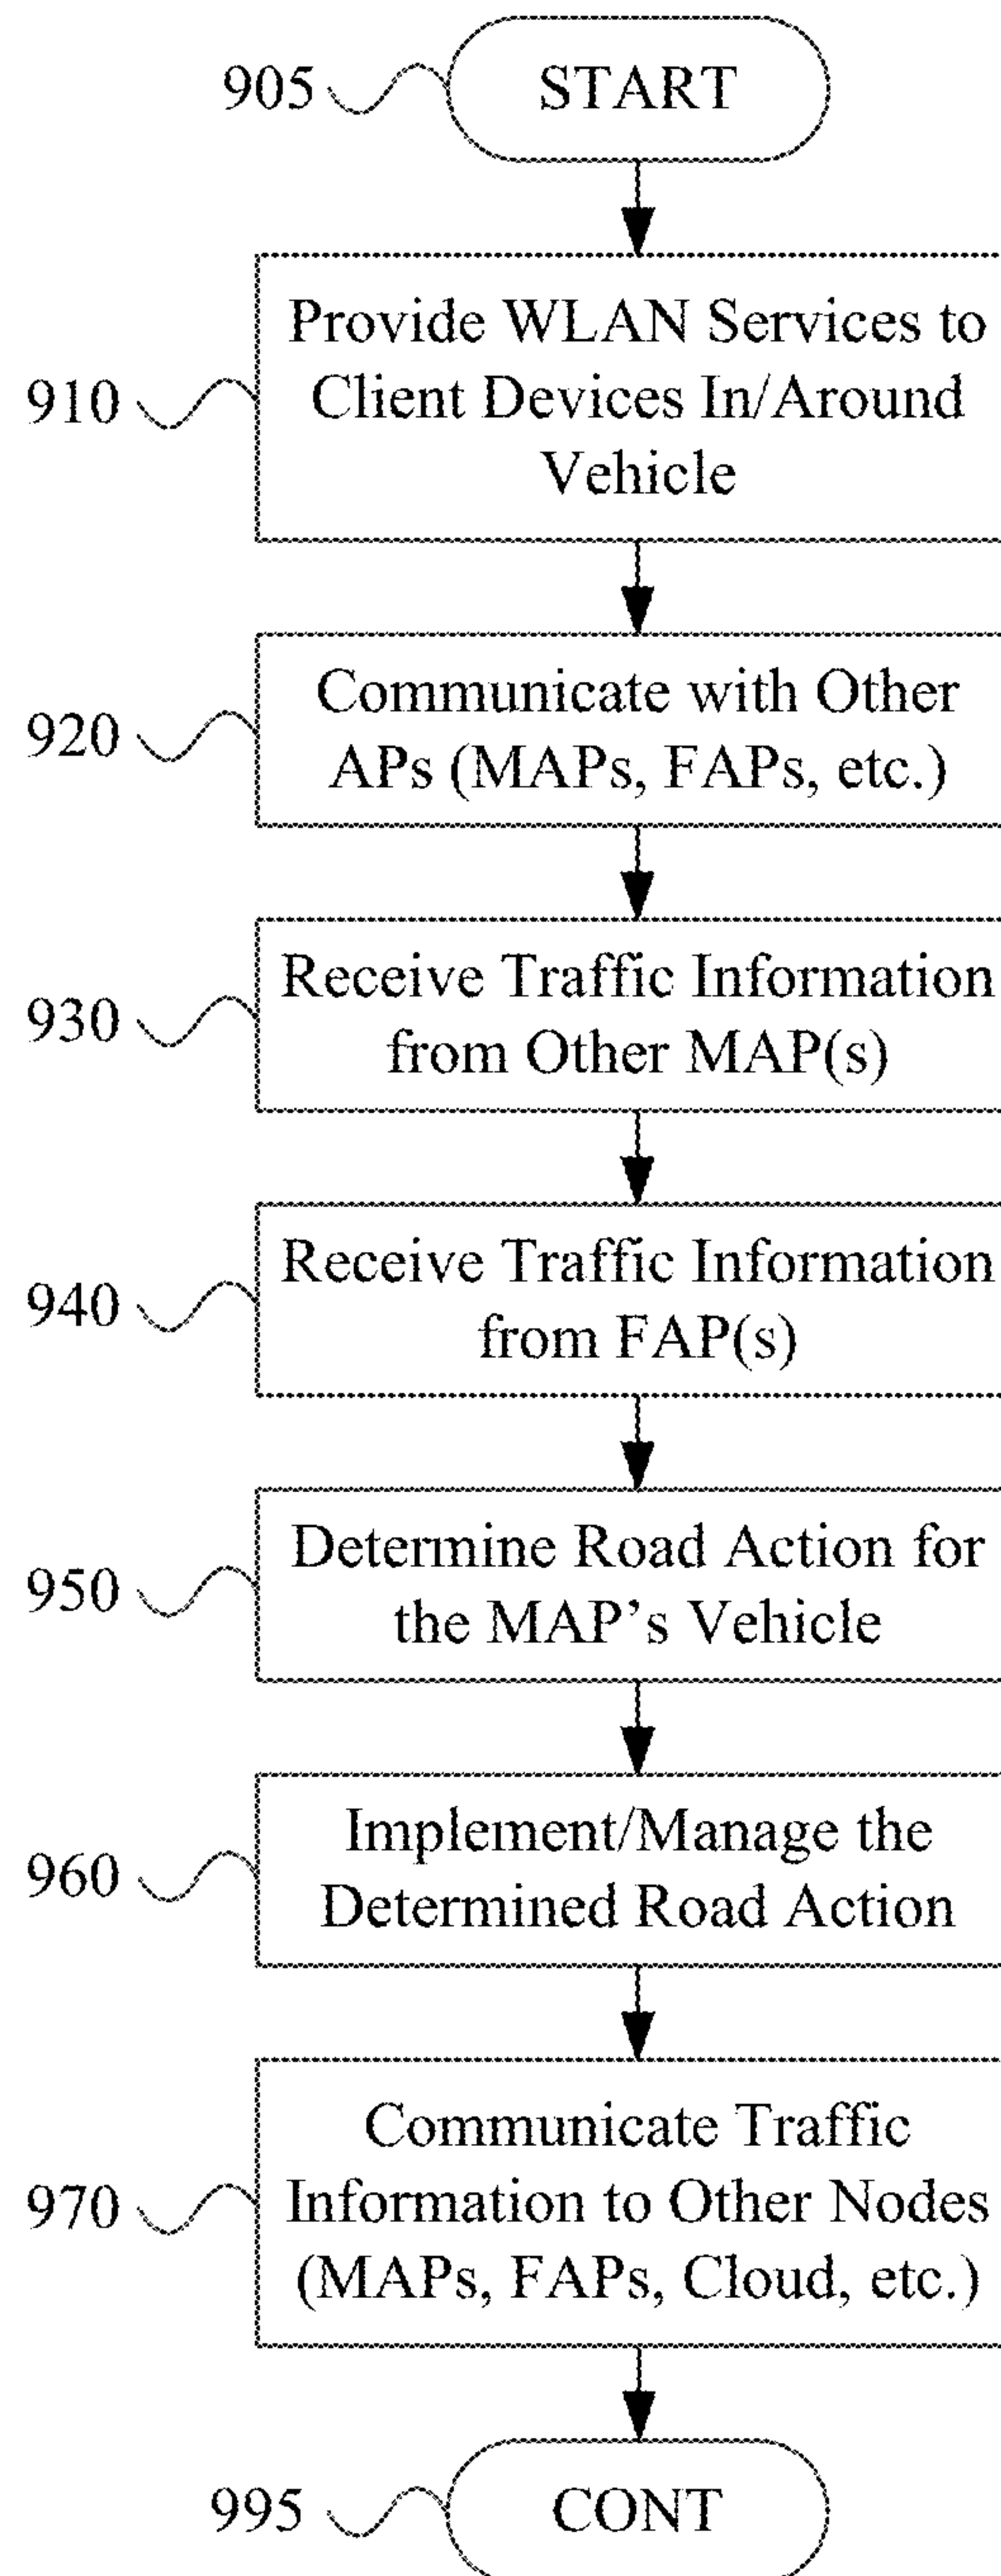 905
START
910
Provide WLAN Services to
Client Devices In/Around
Vehicle
920
Communicate with Other
APs (MAPs, FAPs, etc.)
930
Receive Traffic Information
from Other MAP(s)
940
Receive Traffic Information
from FAP(s)
950
Determine Road Action for
the MAP’s Vehicle
960
Implement/Manage the
Determined Road Action
970
Communicate Traffic
Information to Other Nodes
(MAPs, FAPs, Cloud, etc.)
995
CONT